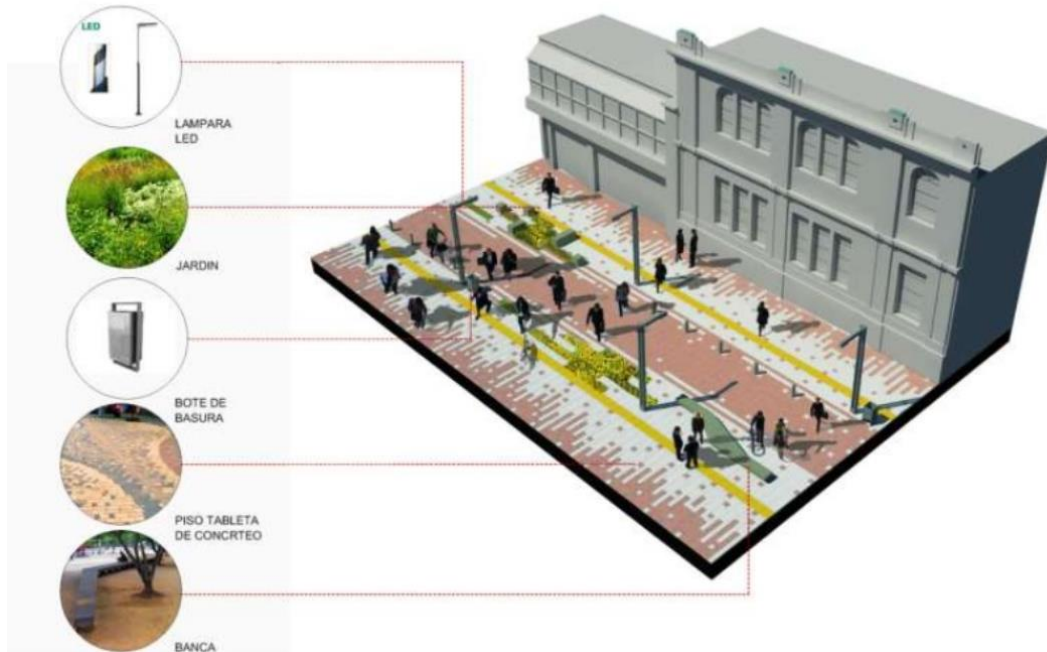 LED
LAMPARA
LED
JARDIN
BOTE DE
BASURA
PISO TABLETA
DE CONCRTEO
BANCA